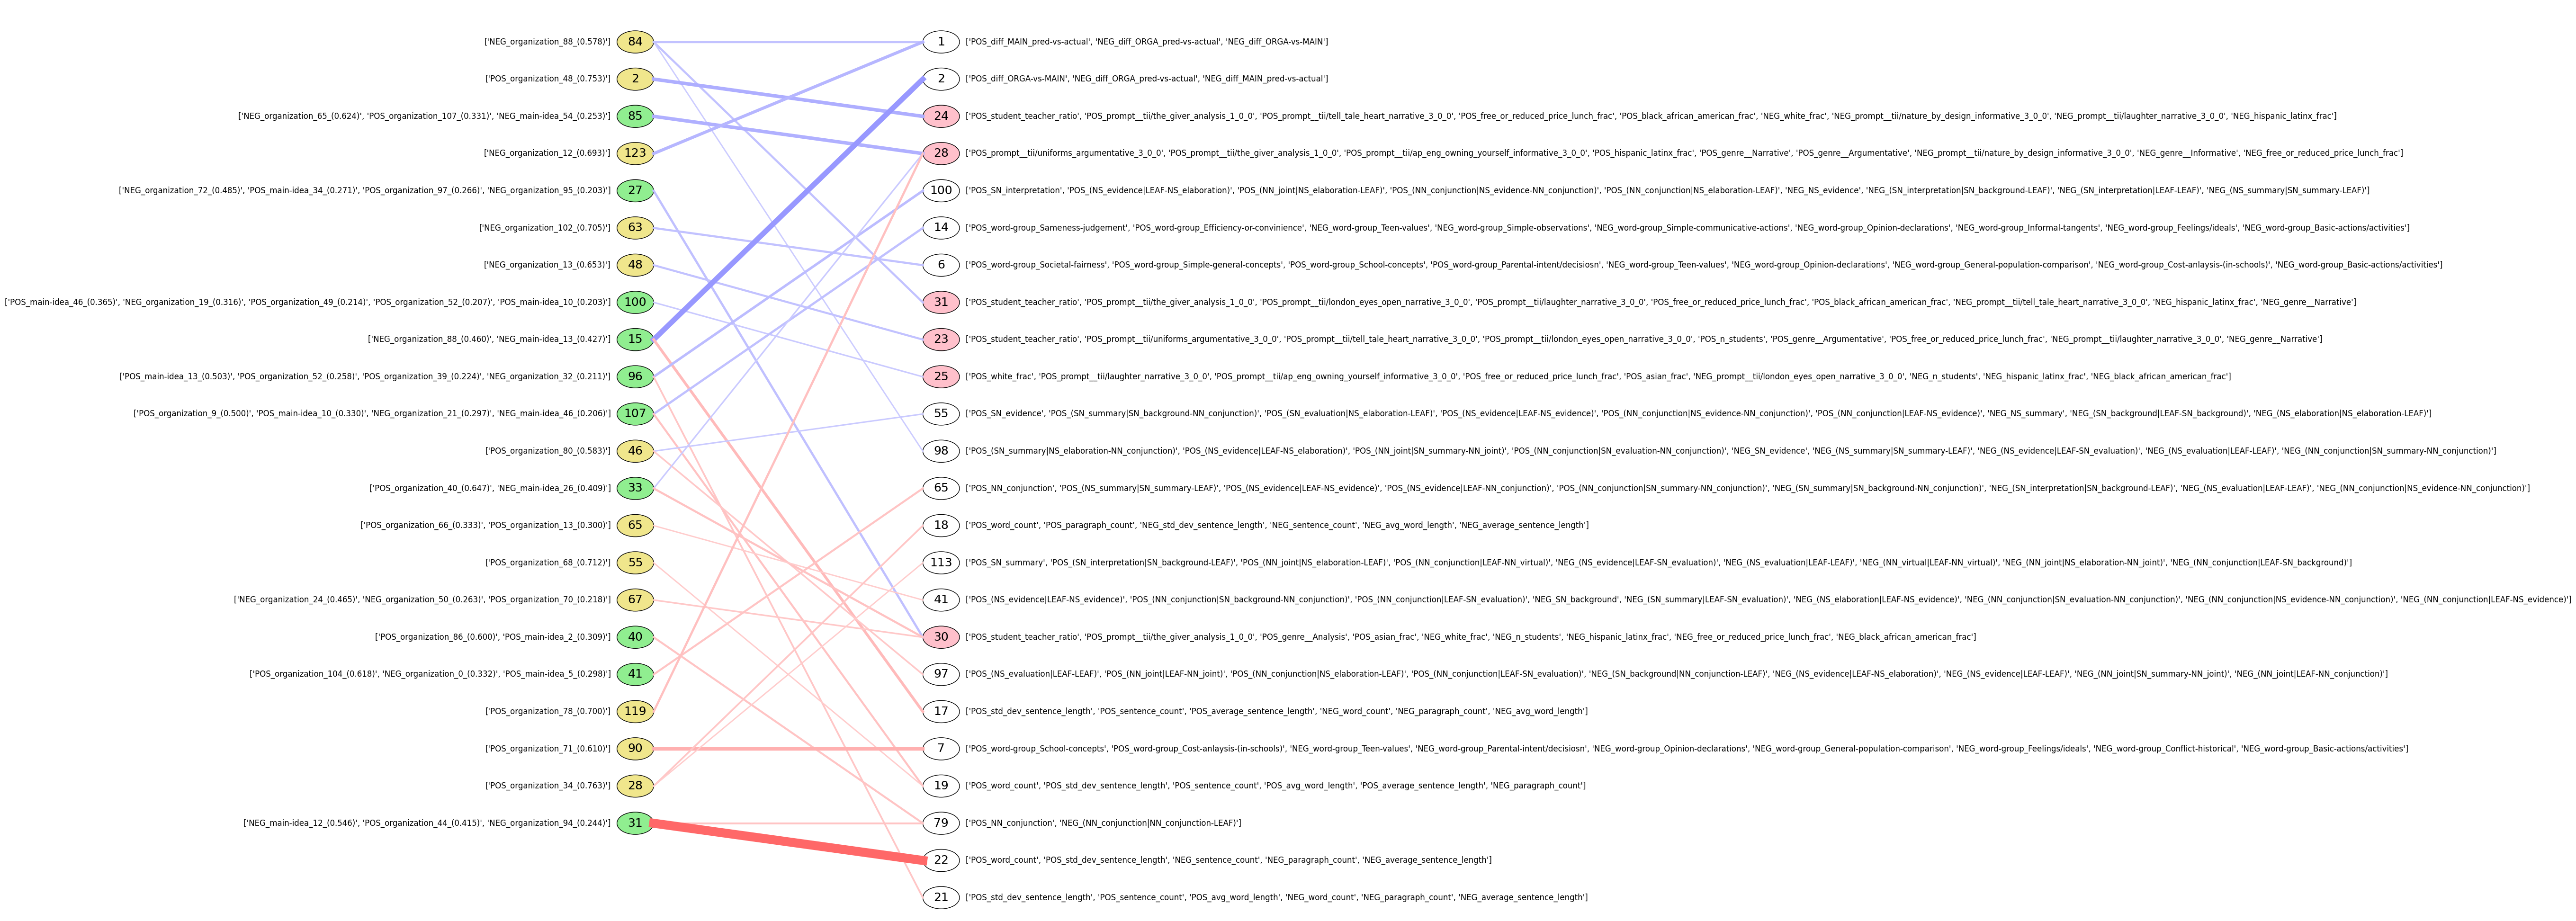 ['NEG_organization_88_(0.578)'] 84 1 ['POS_diff_MAIN_pred-vs-actual', 'NEG_diff_ORGA_pred-vs-actual', 'NEG_diff_ORGA-vs-MAIN']
['POS_organization_48_(0.753)'] 2 2 ['POS_diff_ORGA-vs-MAIN', 'NEG_diff_ORGA_pred-vs-actual', 'NEG_diff_MAIN_pred-vs-actual']
['NEG_organization_65_(0.624)', 'POS_organization_107_(0.331)', 'NEG_main-idea_54_(0.253)'] 85 24 ['POS_student_teacher_ratio', 'POS_prompt__tii/the_giver_analysis_1_0_0', 'POS_prompt__tii/tell_tale_heart_narrative_3_0_0', 'POS_free_or_reduced_price_lunch_frac', 'POS_black_african_american_frac', 'NEG_white_frac', 'NEG_prompt__tii/nature_by_design_informative_3_0_0', 'NEG_prompt__tii/laughter_narrative_3_0_0', 'NEG_hispanic_latinx_frac']
['NEG_organization_12_(0.693)'] 123 28 ['POS_prompt__tii/uniforms_argumentative_3_0_0', 'POS_prompt__tii/the_giver_analysis_1_0_0', 'POS_prompt__tii/ap_eng_owning_yourself_informative_3_0_0', 'POS_hispanic_latinx_frac', 'POS_genre__Narrative', 'POS_genre__Argumentative', 'NEG_prompt__tii/nature_by_design_informative_3_0_0', 'NEG_genre__Informative', 'NEG_free_or_reduced_price_lunch_frac']
['NEG_organization_72_(0.485)', 'POS_main-idea_34_(0.271)', 'POS_organization_97_(0.266)', 'NEG_organization_95_(0.203)'] 27 100 ['POS_SN_interpretation', 'POS_(NS_evidence|LEAF-NS_elaboration)', 'POS_(NN_joint|NS_elaboration-LEAF)', 'POS_(NN_conjunction|NS_evidence-NN_conjunction)', 'POS_(NN_conjunction|NS_elaboration-LEAF)', 'NEG_NS_evidence', 'NEG_(SN_interpretation|SN_background-LEAF)', 'NEG_(SN_interpretation|LEAF-LEAF)', 'NEG_(NS_summary|SN_summary-LEAF)']
['NEG_organization_102_(0.705)'] 63 14 ['POS_word-group_Sameness-judgement', 'POS_word-group_Efficiency-or-convinience', 'NEG_word-group_Teen-values', 'NEG_word-group_Simple-observations', 'NEG_word-group_Simple-communicative-actions', 'NEG_word-group_Opinion-declarations', 'NEG_word-group_Informal-tangents', 'NEG_word-group_Feelings/ideals', 'NEG_word-group_Basic-actions/activities']
['NEG_organization_13_(0.653)'] 48 6 ['POS_word-group_Societal-fairness', 'POS_word-group_Simple-general-concepts', 'POS_word-group_School-concepts', 'POS_word-group_Parental-intent/decisiosn', 'NEG_word-group_Teen-values', 'NEG_word-group_Opinion-declarations', 'NEG_word-group_General-population-comparison', 'NEG_word-group_Cost-anlaysis-(in-schools)', 'NEG_word-group_Basic-actions/activities']
['POS_main-idea_46_(0.365)', 'NEG_organization_19_(0.316)', 'POS_organization_49_(0.214)', 'POS_organization_52_(0.207)', 'POS_main-idea_10_(0.203)'] 100 31 ['POS_student_teacher_ratio', 'POS_prompt__tii/the_giver_analysis_1_0_0', 'POS_prompt__tii/london_eyes_open_narrative_3_0_0', 'POS_prompt__tii/laughter_narrative_3_0_0', 'POS_free_or_reduced_price_lunch_frac', 'POS_black_african_american_frac', 'NEG_prompt__tii/tell_tale_heart_narrative_3_0_0', 'NEG_hispanic_latinx_frac', 'NEG_genre__Narrative']
['NEG_organization_88_(0.460)', 'NEG_main-idea_13_(0.427)'] 15 23 ['POS_student_teacher_ratio', 'POS_prompt__tii/uniforms_argumentative_3_0_0', 'POS_prompt__tii/tell_tale_heart_narrative_3_0_0', 'POS_prompt__tii/london_eyes_open_narrative_3_0_0', 'POS_n_students', 'POS_genre__Argumentative', 'POS_free_or_reduced_price_lunch_frac', 'NEG_prompt__tii/laughter_narrative_3_0_0', 'NEG_genre__Narrative']
['POS_main-idea_13_(0.503)', 'POS_organization_52_(0.258)', 'POS_organization_39_(0.224)', 'NEG_organization_32_(0.211)'] 96 25 ['POS_white_frac', 'POS_prompt__tii/laughter_narrative_3_0_0', 'POS_prompt__tii/ap_eng_owning_yourself_informative_3_0_0', 'POS_free_or_reduced_price_lunch_frac', 'POS_asian_frac', 'NEG_prompt__tii/london_eyes_open_narrative_3_0_0', 'NEG_n_students', 'NEG_hispanic_latinx_frac', 'NEG_black_african_american_frac']
['POS_organization_9_(0.500)', 'POS_main-idea_10_(0.330)', 'NEG_organization_21_(0.297)', 'NEG_main-idea_46_(0.206)'] 107 55 ['POS_SN_evidence', 'POS_(SN_summary|SN_background-NN_conjunction)', 'POS_(SN_evaluation|NS_elaboration-LEAF)', 'POS_(NS_evidence|LEAF-NS_evidence)', 'POS_(NN_conjunction|NS_evidence-NN_conjunction)', 'POS_(NN_conjunction|LEAF-NS_evidence)', 'NEG_NS_summary', 'NEG_(SN_background|LEAF-SN_background)', 'NEG_(NS_elaboration|NS_elaboration-LEAF)']
['POS_organization_80_(0.583)'] 46 98 ['POS_(SN_summary|NS_elaboration-NN_conjunction)', 'POS_(NS_evidence|LEAF-NS_elaboration)', 'POS_(NN_joint|SN_summary-NN_joint)', 'POS_(NN_conjunction|SN_evaluation-NN_conjunction)', 'NEG_SN_evidence', 'NEG_(NS_summary|SN_summary-LEAF)', 'NEG_(NS_evidence|LEAF-SN_evaluation)', 'NEG_(NS_evaluation|LEAF-LEAF)', 'NEG_(NN_conjunction|SN_summary-NN_conjunction)']
['POS_organization_40_(0.647)', 'NEG_main-idea_26_(0.409)'] 33 65 ['POS_NN_conjunction', 'POS_(NS_summary|SN_summary-LEAF)', 'POS_(NS_evidence|LEAF-NS_evidence)', 'POS_(NS_evidence|LEAF-NN_conjunction)', 'POS_(NN_conjunction|SN_summary-NN_conjunction)', 'NEG_(SN_summary|SN_background-NN_conjunction)', 'NEG_(SN_interpretation|SN_background-LEAF)', 'NEG_(NS_evaluation|LEAF-LEAF)', 'NEG_(NN_conjunction|NS_evidence-NN_conjunction)']
['POS_organization_66_(0.333)', 'POS_organization_13_(0.300)'] 65 18 ['POS_word_count', 'POS_paragraph_count', 'NEG_std_dev_sentence_length', 'NEG_sentence_count', 'NEG_avg_word_length', 'NEG_average_sentence_length']
['POS_organization_68_(0.712)'] 55 113 ['POS_SN_summary', 'POS_(SN_interpretation|SN_background-LEAF)', 'POS_(NN_joint|NS_elaboration-LEAF)', 'POS_(NN_conjunction|LEAF-NN_virtual)', 'NEG_(NS_evidence|LEAF-SN_evaluation)', 'NEG_(NS_evaluation|LEAF-LEAF)', 'NEG_(NN_virtual|LEAF-NN_virtual)', 'NEG_(NN_joint|NS_elaboration-NN_joint)', 'NEG_(NN_conjunction|LEAF-SN_background)']
['NEG_organization_24_(0.465)', 'NEG_organization_50_(0.263)', 'POS_organization_70_(0.218)'] 67 41 ['POS_(NS_evidence|LEAF-NS_evidence)', 'POS_(NN_conjunction|SN_background-NN_conjunction)', 'POS_(NN_conjunction|LEAF-SN_evaluation)', 'NEG_SN_background', 'NEG_(SN_summary|LEAF-SN_evaluation)', 'NEG_(NS_elaboration|LEAF-NS_evidence)', 'NEG_(NN_conjunction|SN_evaluation-NN_conjunction)', 'NEG_(NN_conjunction|NS_evidence-NN_conjunction)', 'NEG_(NN_conjunction|LEAF-NS_evidence)']
['POS_organization_86_(0.600)', 'POS_main-idea_2_(0.309)'] 40 30 ['POS_student_teacher_ratio', 'POS_prompt__tii/the_giver_analysis_1_0_0', 'POS_genre__Analysis', 'POS_asian_frac', 'NEG_white_frac', 'NEG_n_students', 'NEG_hispanic_latinx_frac', 'NEG_free_or_reduced_price_lunch_frac', 'NEG_black_african_american_frac']
['POS_organization_104_(0.618)', 'NEG_organization_0_(0.332)', 'POS_main-idea_5_(0.298)'] 41 97 ['POS_(NS_evaluation|LEAF-LEAF)', 'POS_(NN_joint|LEAF-NN_joint)', 'POS_(NN_conjunction|NS_elaboration-LEAF)', 'POS_(NN_conjunction|LEAF-SN_evaluation)', 'NEG_(SN_background|NN_conjunction-LEAF)', 'NEG_(NS_evidence|LEAF-NS_elaboration)', 'NEG_(NS_evidence|LEAF-LEAF)', 'NEG_(NN_joint|SN_summary-NN_joint)', 'NEG_(NN_joint|LEAF-NN_conjunction)']
['POS_organization_78_(0.700)'] 119 17 ['POS_std_dev_sentence_length', 'POS_sentence_count', 'POS_average_sentence_length', 'NEG_word_count', 'NEG_paragraph_count', 'NEG_avg_word_length']
['POS_organization_71_(0.610)'] 90 7 ['POS_word-group_School-concepts', 'POS_word-group_Cost-anlaysis-(in-schools)', 'NEG_word-group_Teen-values', 'NEG_word-group_Parental-intent/decisiosn', 'NEG_word-group_Opinion-declarations', 'NEG_word-group_General-population-comparison', 'NEG_word-group_Feelings/ideals', 'NEG_word-group_Conflict-historical', 'NEG_word-group_Basic-actions/activities']
['POS_organization_34_(0.763)'] 28 19 ['POS_word_count', 'POS_std_dev_sentence_length', 'POS_sentence_count', 'POS_avg_word_length', 'POS_average_sentence_length', 'NEG_paragraph_count']
['NEG_main-idea_12_(0.546)', 'POS_organization_44_(0.415)', 'NEG_organization_94_(0.244)'] 31 79 ['POS_NN_conjunction', 'NEG_(NN_conjunction|NN_conjunction-LEAF)']
22 ['POS_word_count', 'POS_std_dev_sentence_length', 'NEG_sentence_count', 'NEG_paragraph_count', 'NEG_average_sentence_length']
21 ['POS_std_dev_sentence_length', 'POS_sentence_count', 'POS_avg_word_length', 'NEG_word_count', 'NEG_paragraph_count', 'NEG_average_sentence_length']